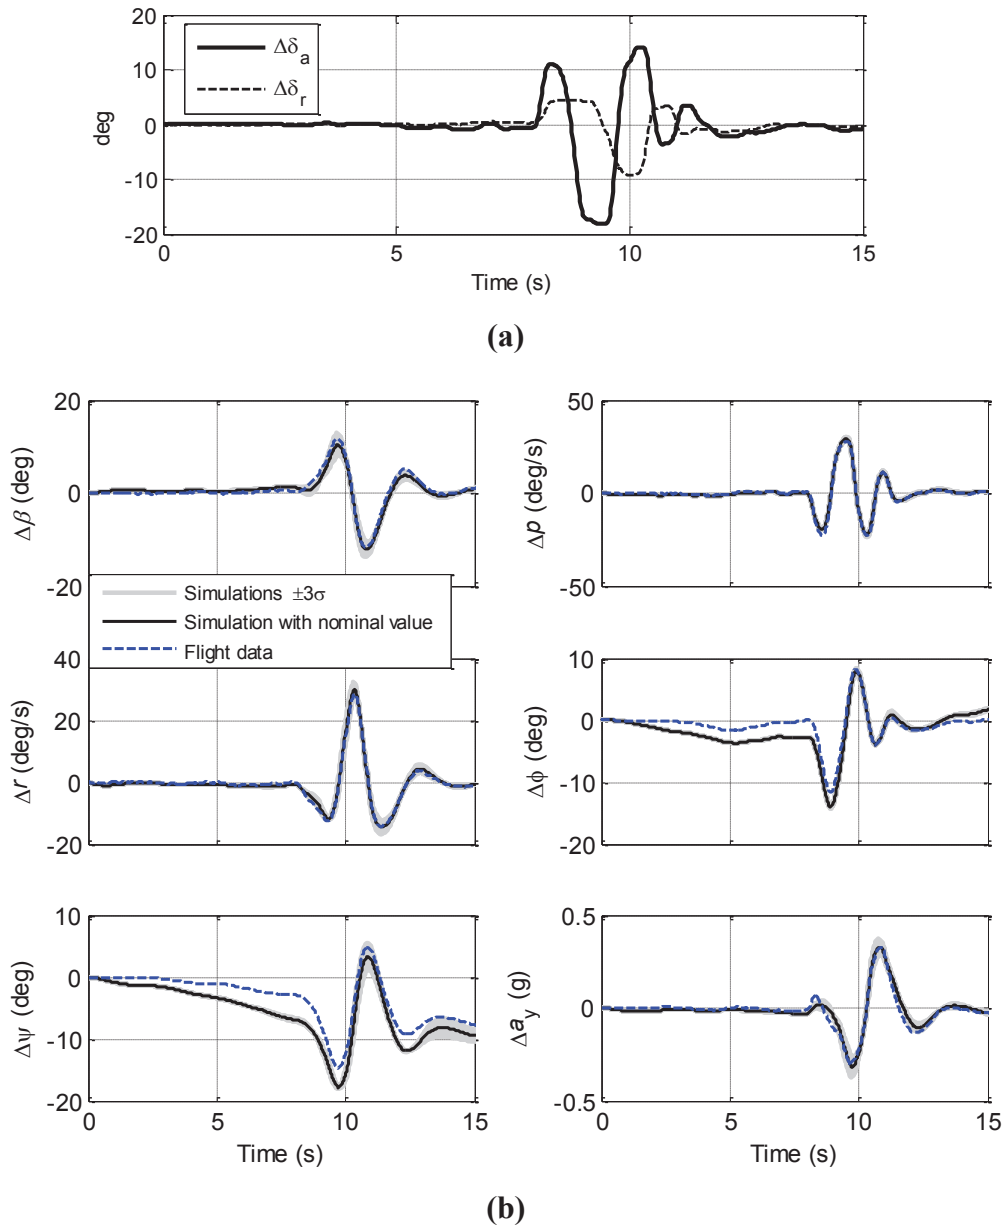 20
10
0
-10
-20
deg
Δδa
Δδr
0 5 10 15
Time (s)
(a)
20
0
-20
Δβ (deg)
50
0
-50
Δp (deg/s)
Simulations ±3σ
Simulation with nominal value
Flight data
40
20
0
-20
Δr (deg/s)
10
0
-10
-20
Δϕ (deg)
10
0
-10
-20
Δψ (deg)
0 5 10 15
Time (s)
0.5
0
-0.5
Δay (g)
0 5 10 15
Time (s)
(b)